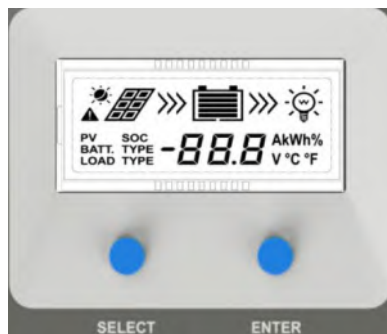 PV SOC
BATT. TYPE
LOAD TYPE
-88.8
AkWh%
V °C °F
SELECT ENTER